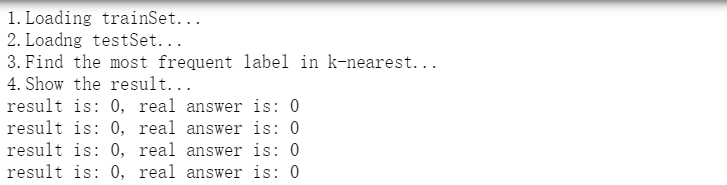 1.Loading trainSet...
2.Loadng testSet...
3.Find the most frequent label in k-nearest...
4.Show the result...
result is: 0, real answer is: 0
result is: 0, real answer is: 0
result is: 0, real answer is: 0
result is: 0, real answer is: 0